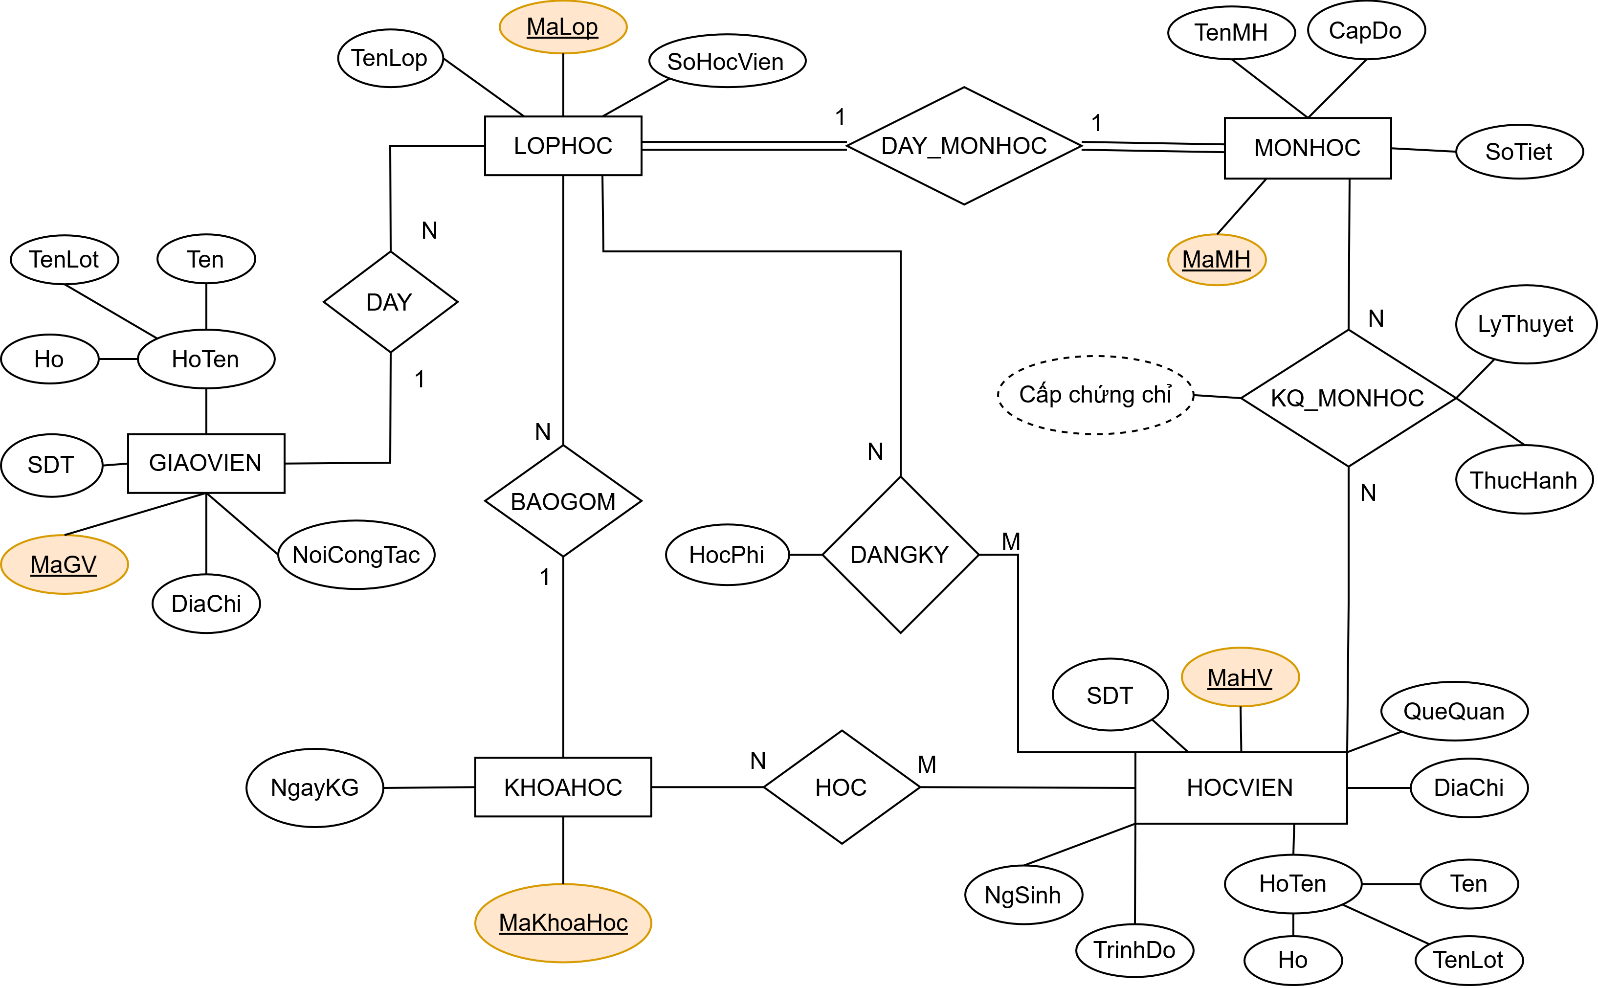 MaLop
TenLop
SoHocVien
TenMH
CapDo
1
1
LOPHOC
DAY_MONHOC
MONHOC
SoTiet
N
TenLot
Ten
MaMH
DAY
N
LyThuyet
Ho
HoTen
1
Cấp chứng chỉ
KQ_MONHOC
N
N
SDT
GIAOVIEN
ThucHanh
N
BAOGOM
M
MaGV
NoiCongTac
HocPhi
DANGKY
1
DiaChi
SDT
MaHV
QueQuan
NgayKG
KHOAHOC
N
HOC
M
HOCVIEN
DiaChi
NgSinh
HoTen
Ten
MaKhoaHoc
TrinhDo
Ho
TenLot